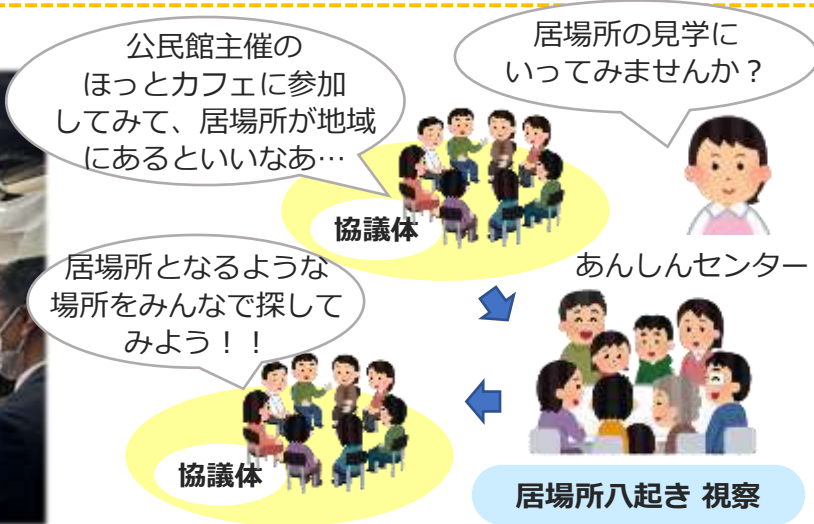 公民館主催の
ほっとカフェに参加
してみて、居場所が地域
にあるといいなあ…
居場所の見学に
いってみませんか？
協議体
あんしんセンター
居場所となるような
場所をみんなで探して
みよう！！
協議体
居場所八起き 視察